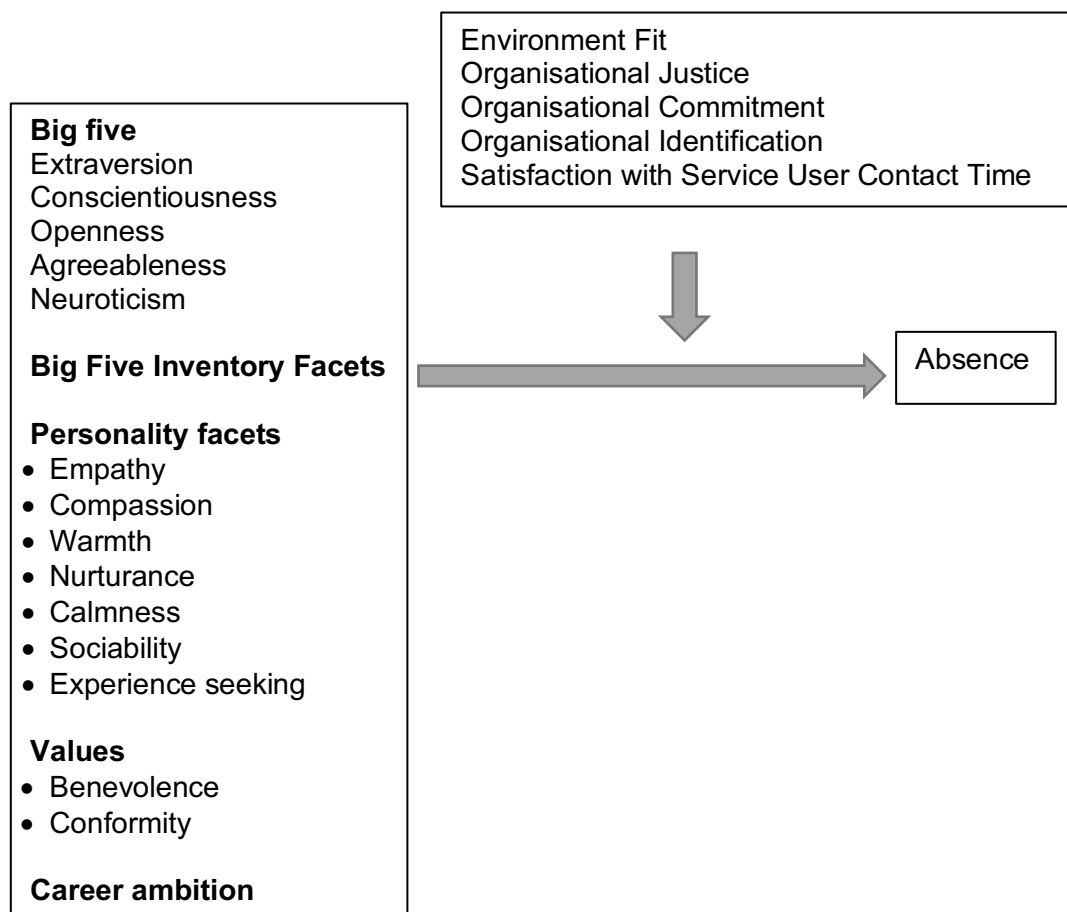 Environment Fit
Organisational Justice
Organisational Commitment
Organisational Identification
Satisfaction with Service User Contact Time
Big five
Extraversion
Conscientiousness
Openness
Agreeableness
Neuroticism
Big Five Inventory Facets
Personality facets
• Empathy
• Compassion
• Warmth
• Nurturance
• Calmness
• Sociability
• Experience seeking
Values
• Benevolence
• Conformity
Career ambition
Absence